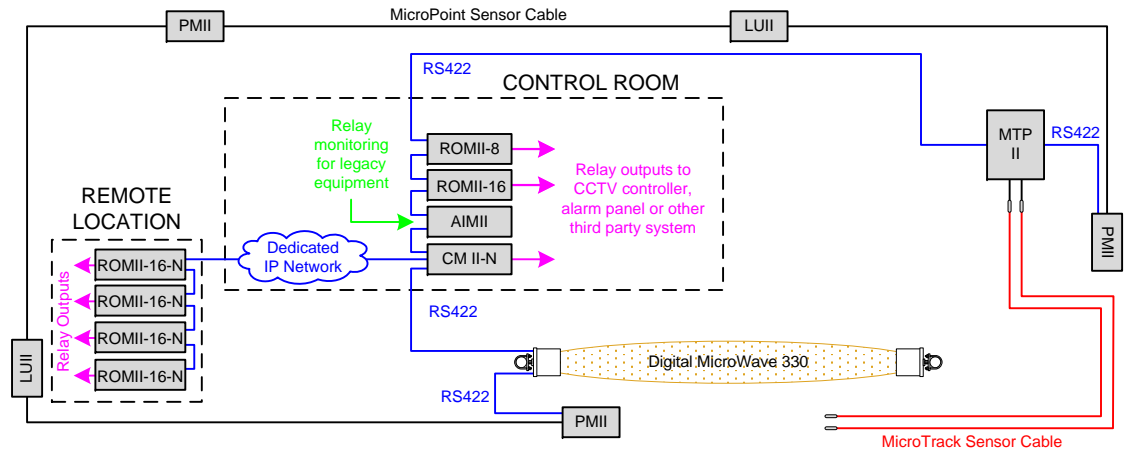 MicroPoint Sensor Cable
PMII
LUII
RS422
CONTROL ROOM
Relay
monitoring
for legacy
equipment
ROMII-8
ROMII-16
AIMII
CM II-N
Relay outputs to
CCTV controller,
alarm panel or other
third party system
MTP
II
RS422
PMII
REMOTE
LOCATION
Relay Outputs
ROMII-16-N
ROMII-16-N
ROMII-16-N
ROMII-16-N
Dedicated
IP Network
RS422
LUII
Digital MicroWave 330
RS422
PMII
MicroTrack Sensor Cable